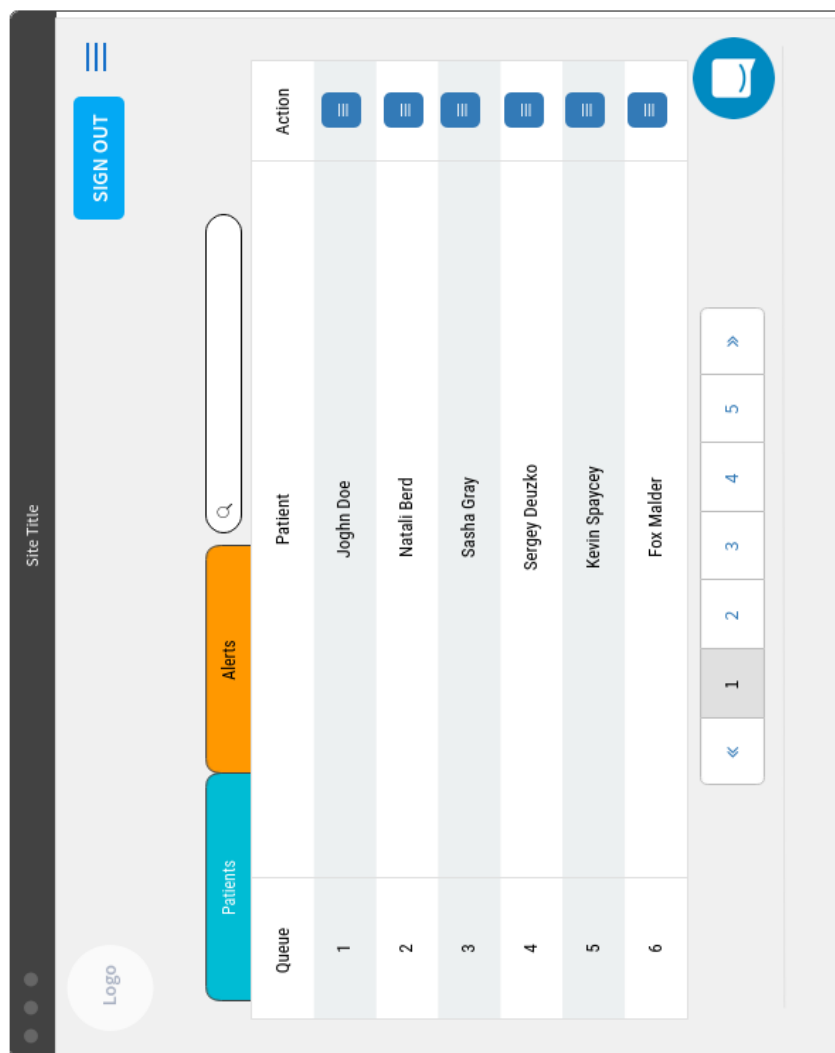 Site Title
Logo
SIGN OUT
Patients
Alerts
Queue Patient Action
1 Joghn Doe
2 Natali Berd
3 Sasha Gray
4 Sergey Deuzko
5 Kevin Spaycey
6 Fox Malder
« 1 2 3 4 5 »